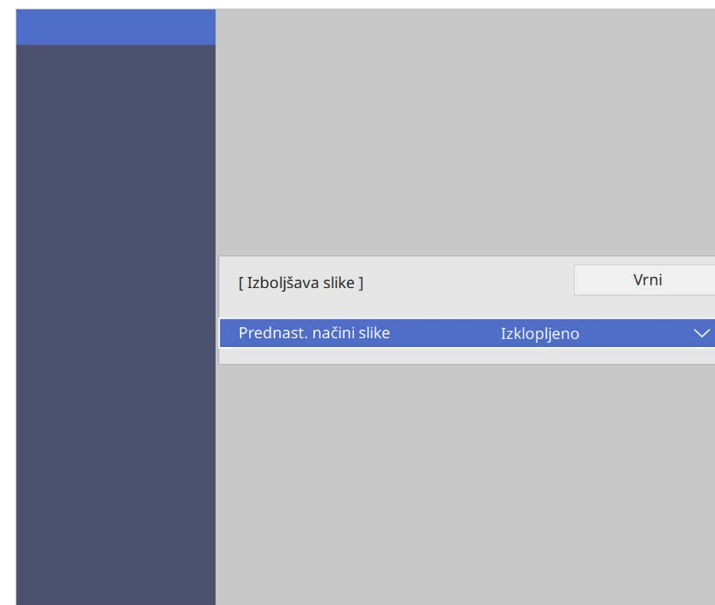 [ Izboljšava slike ]
Vrni
Prednast. načini slike
Izklopljeno